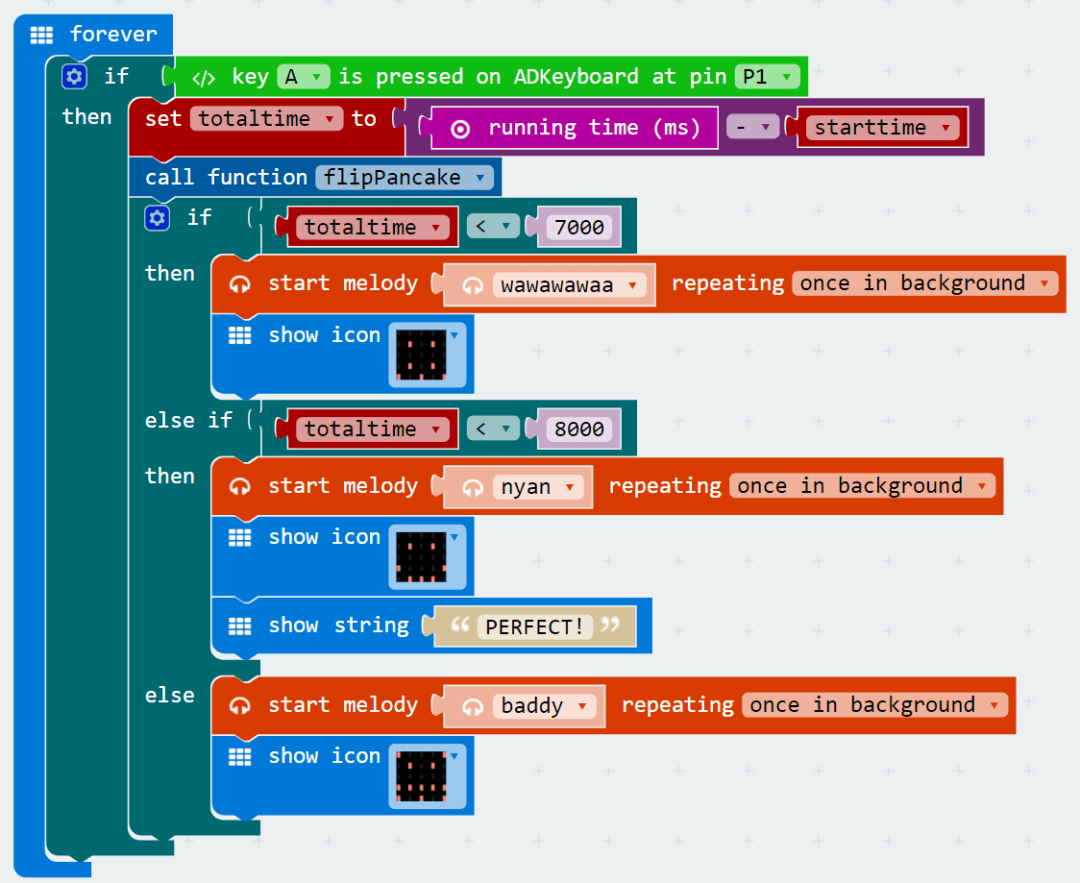 forever
if key A is pressed on ADKeyboard at pin P1
then set totaltime to running time (ms) - starttime
call function flipPancake
if totaltime < 7000
then start melody wawawawaa repeating once in background
show icon
else if totaltime < 8000
then start melody nyan repeating once in background
show icon
show string “ PERFECT! ”
else start melody baddy repeating once in background
show icon